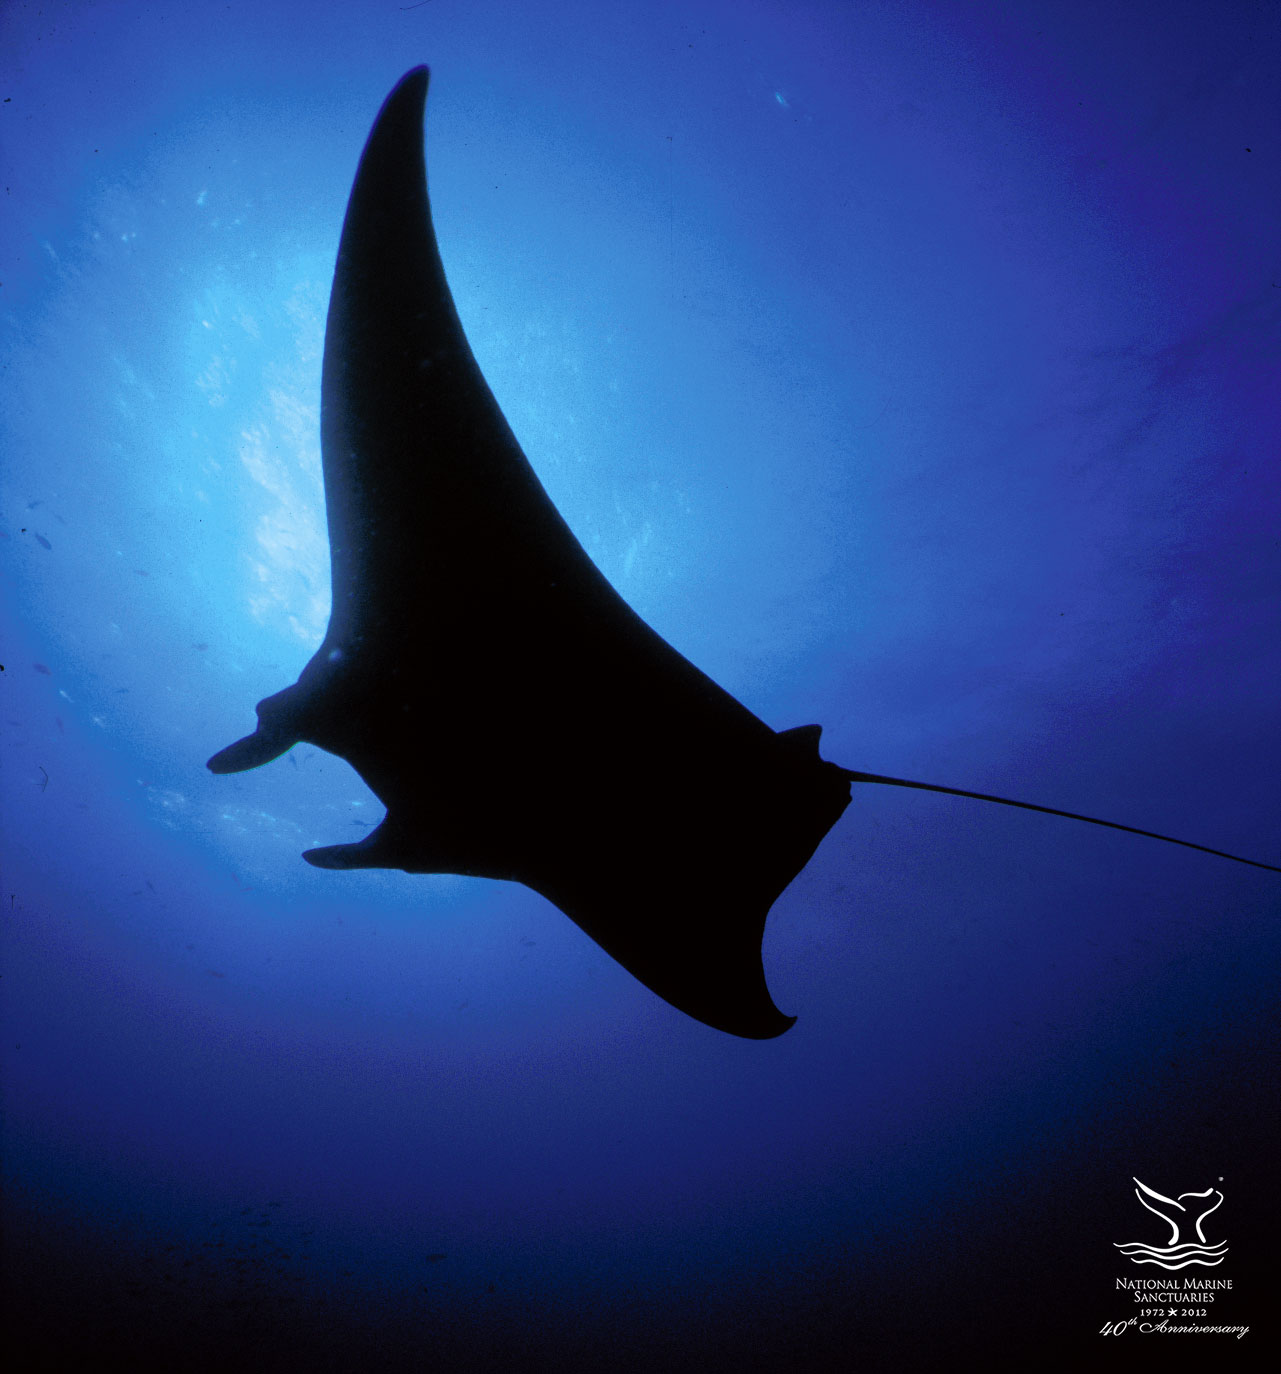 National Marine
Sanctuaries
1972 ★ 2012
40th Anniversary